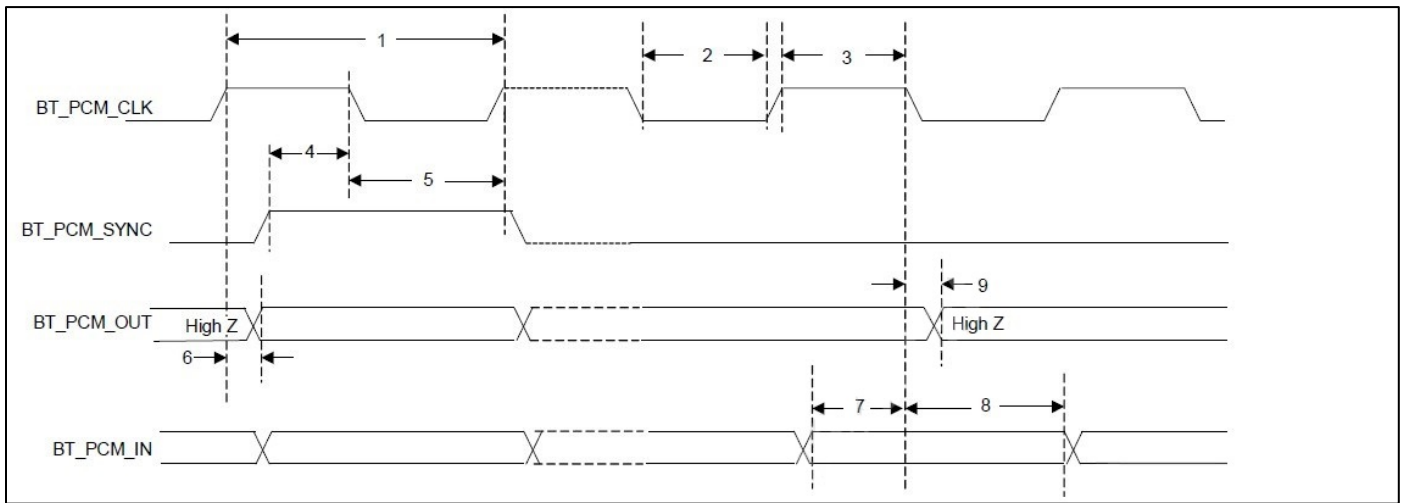 1
2
3
BT_PCM_CLK
4
5
BT_PCM_SYNC
9
BT_PCM_OUT
High Z
High Z
6
7
8
BT_PCM_IN